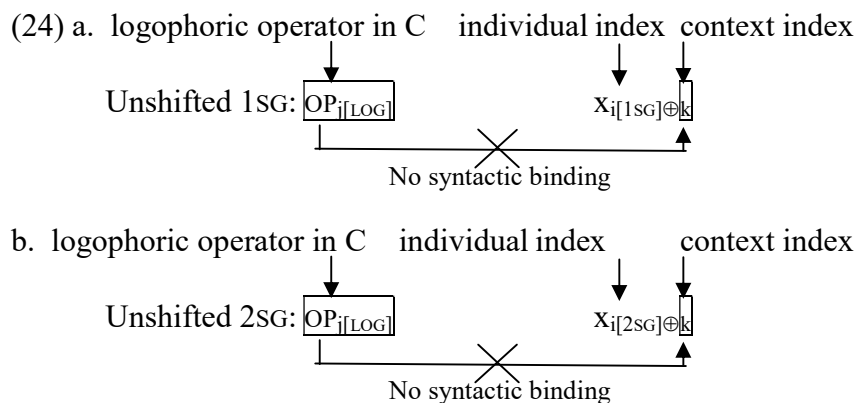 (24) a. logophoric operator in C individual index context index
Unshifted 1SG: OPj[LOG] xi[1SG]⊕k
No syntactic binding
b. logophoric operator in C individual index context index
Unshifted 2SG: OPj[LOG] xi[2SG]⊕k
No syntactic binding